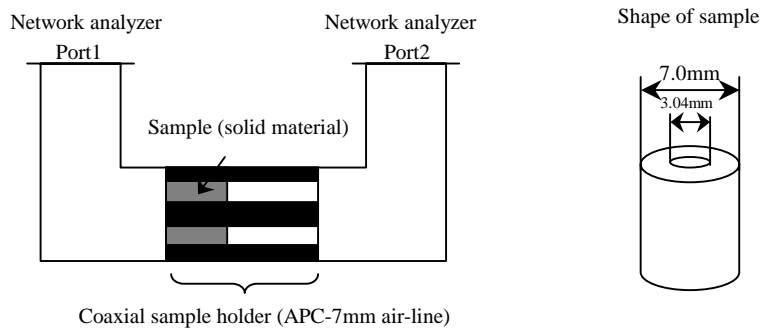 Network analyzer
Port1
Network analyzer
Port2
Shape of sample
7.0mm
3.04mm
Sample (solid material)
Coaxial sample holder (APC-7mm air-line)